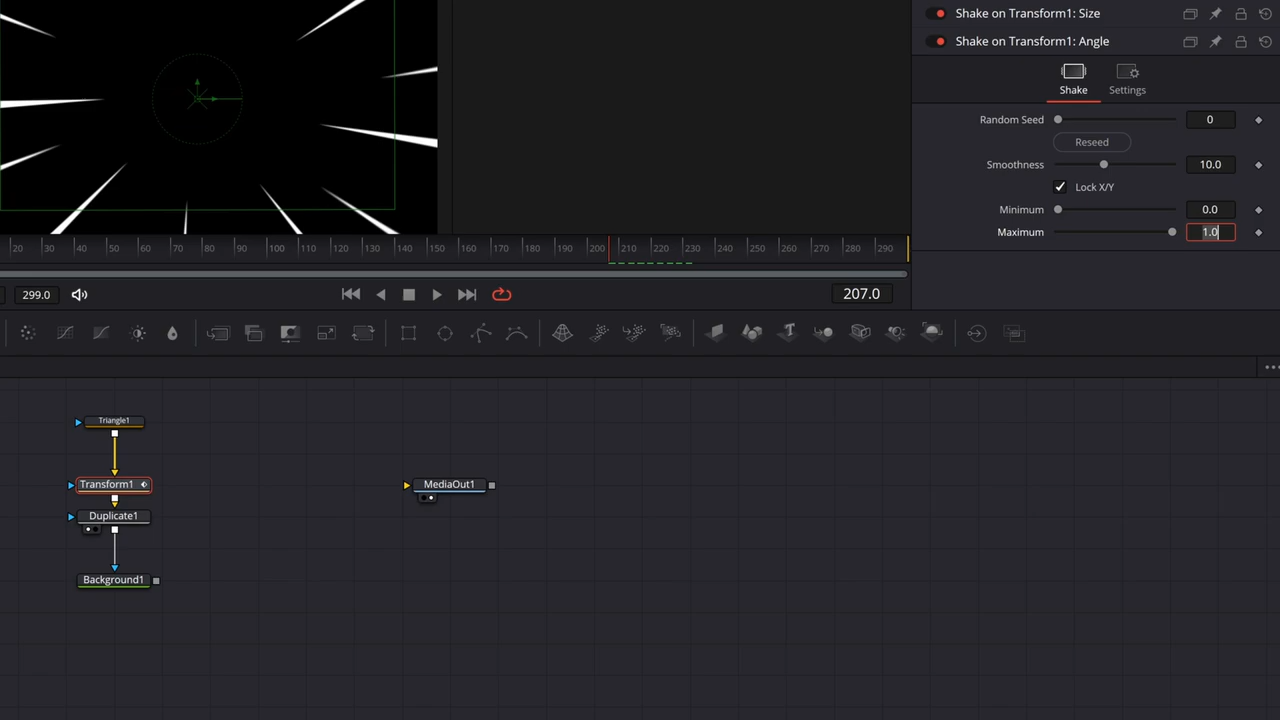 Shake on Transform1: Size
Shake on Transform1: Angle
Shake
Settings
Random Seed 0
Reseed
Smoothness 10.0
Lock X/Y
Minimum 0.0
Maximum 1.0
20 30 40 50 60 70 80 90 100 110 120 130 140 150 160 170 180 190 200 210 220 230 240 250 260 270 280 290
299.0
207.0
T
Triangle1
Transform1
MediaOut1
Duplicate1
Background1